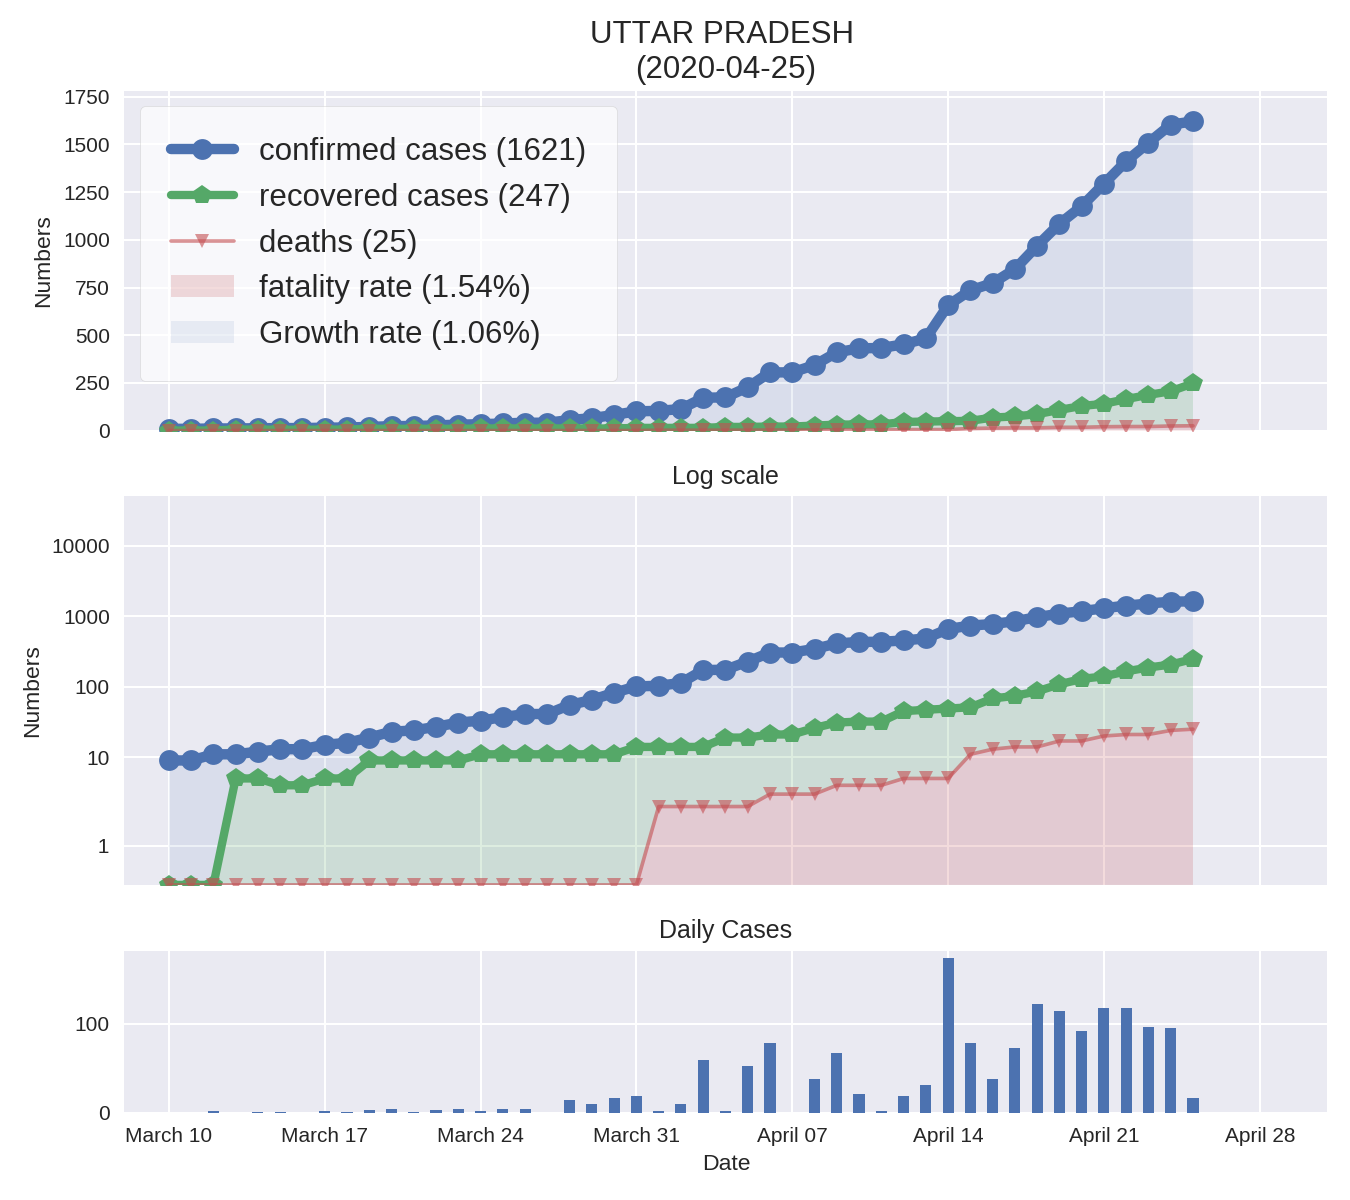 UTTAR PRADESH
(2020-04-25)
1750
1500
1250
1000
750
500
250
0
Numbers
confirmed cases (1621)
recovered cases (247)
deaths (25)
fatality rate (1.54%)
Growth rate (1.06%)
Log scale
10000
1000
100
10
1
Numbers
Daily Cases
100
0
March 10 March 17 March 24 March 31 April 07 April 14 April 21 April 28
Date